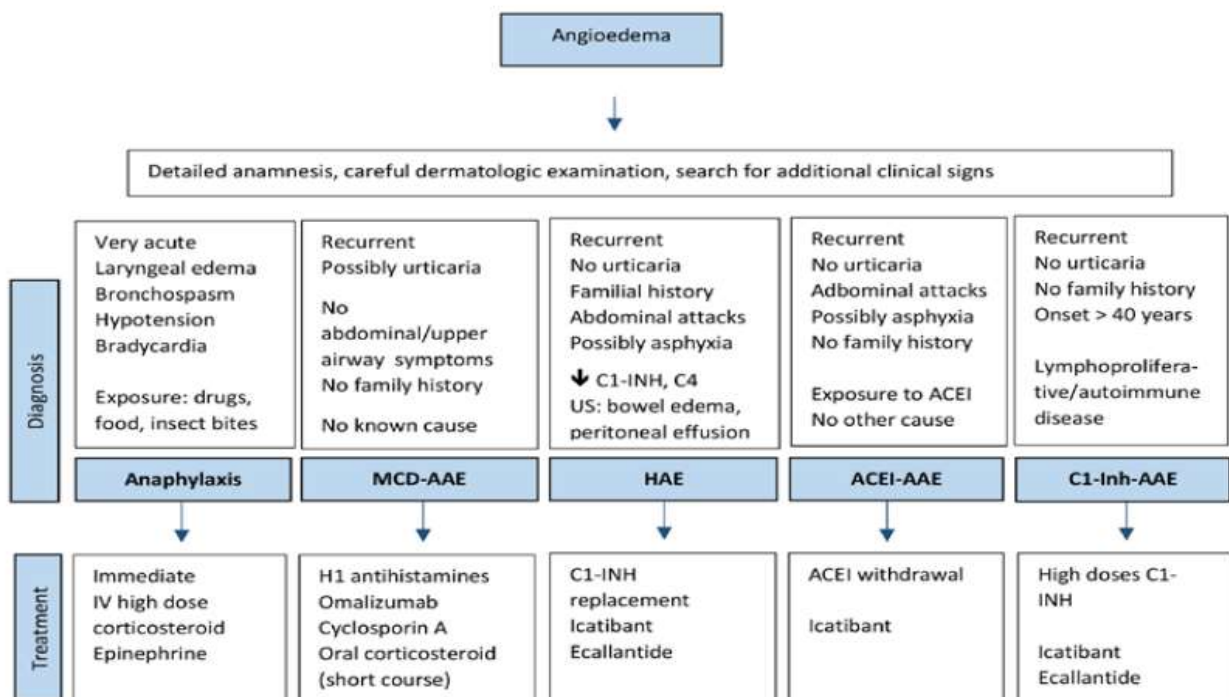 Angioedema
Detailed anamnesis, careful dermatologic examination, search for additional clinical signs
Diagnosis
Very acute
Laryngeal edema
Bronchospasm
Hypotension
Bradycardia
Exposure: drugs,
food, insect bites
Recurrent
Possibly urticaria
No
abdominal/upper
airway symptoms
No family history
No known cause
Recurrent
No urticaria
Familial history
Abdominal attacks
Possibly asphyxia
🡳 C1-INH, C4
US: bowel edema,
peritoneal effusion
Recurrent
No urticaria
Adbominal attacks
Possibly asphyxia
No family history
Exposure to ACEI
No other cause
Recurrent
No urticaria
No family history
Onset > 40 years
Lymphoprolifera-
tive/autoimmune
disease
Anaphylaxis
MCD-AAE
HAE
ACEI-AAE
C1-Inh-AAE
Treatment
Immediate
IV high dose
corticosteroid
Epinephrine
H1 antihistamines
Omalizumab
Cyclosporin A
Oral corticosteroid
(short course)
C1-INH
replacement
Icatibant
Ecallantide
ACEI withdrawal
Icatibant
High doses C1-
INH
Icatibant
Ecallantide